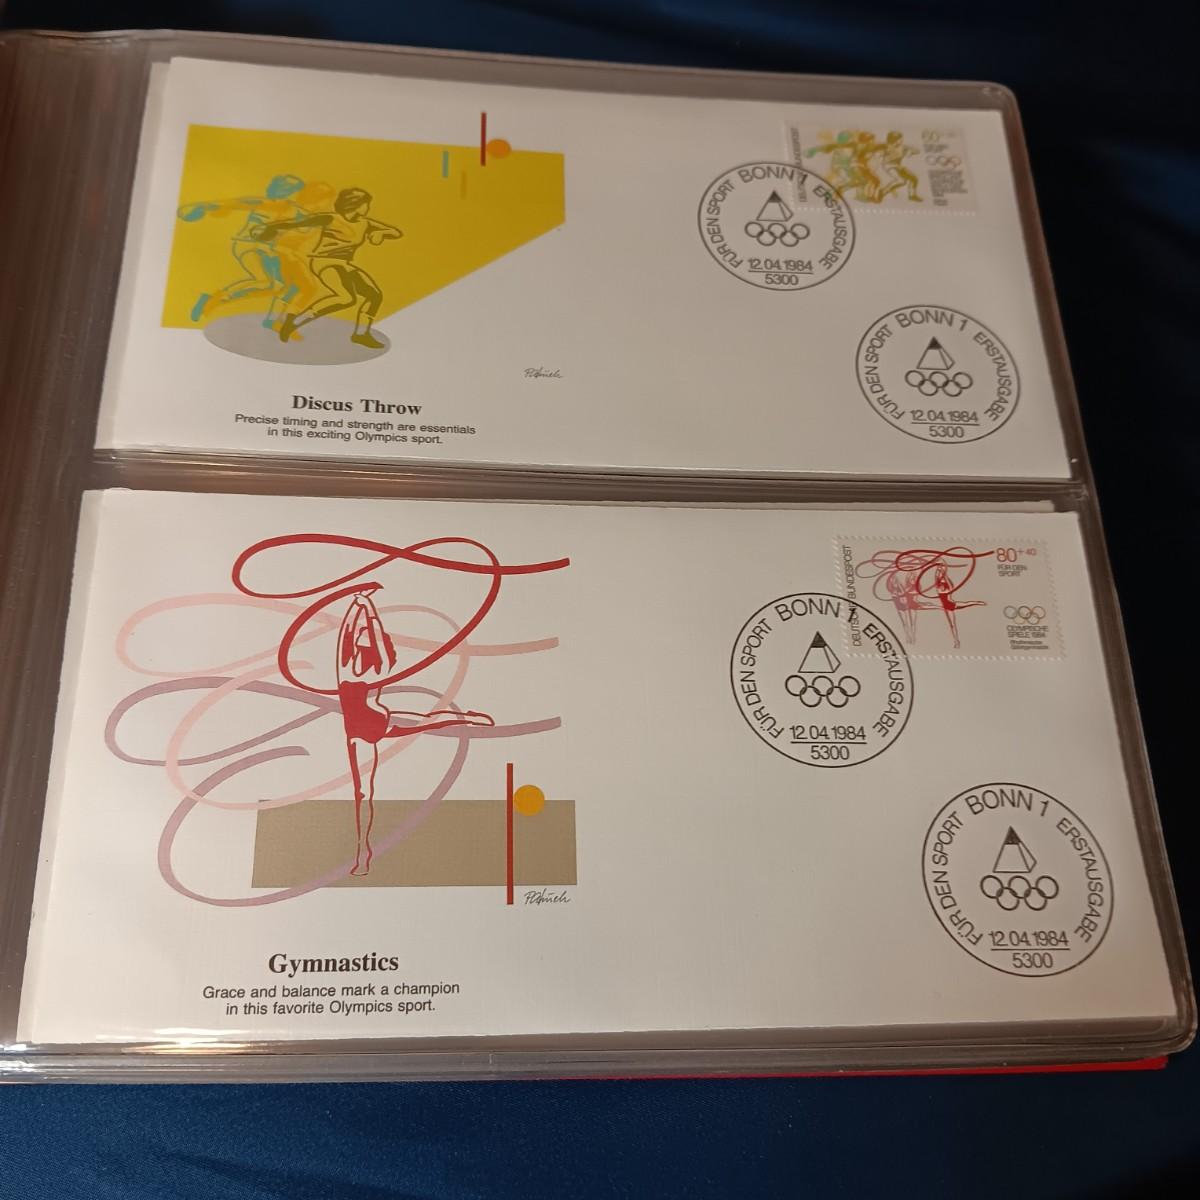 60
BONN 1
FÜR DEN SPORT
ERSTAUSGABE
12.04.1984
5300
BONN 1
FÜR DEN SPORT
ERSTAUSGABE
12.04.1984
5300
Discus Throw
Precise timing and strength are essentials
in this exciting Olympics sport.
DEUTSCHE BUNDESPOST
80+40
FÜR DEN
SPORT
OLYMPISCHE
SPIELE 1984
BONN 1
FÜR DEN SPORT
ERSTAUSGABE
12.04.1984
5300
BONN 1
FÜR DEN SPORT
ERSTAUSGABE
12.04.1984
5300
Gymnastics
Grace and balance mark a champion
in this favorite Olympics sport.